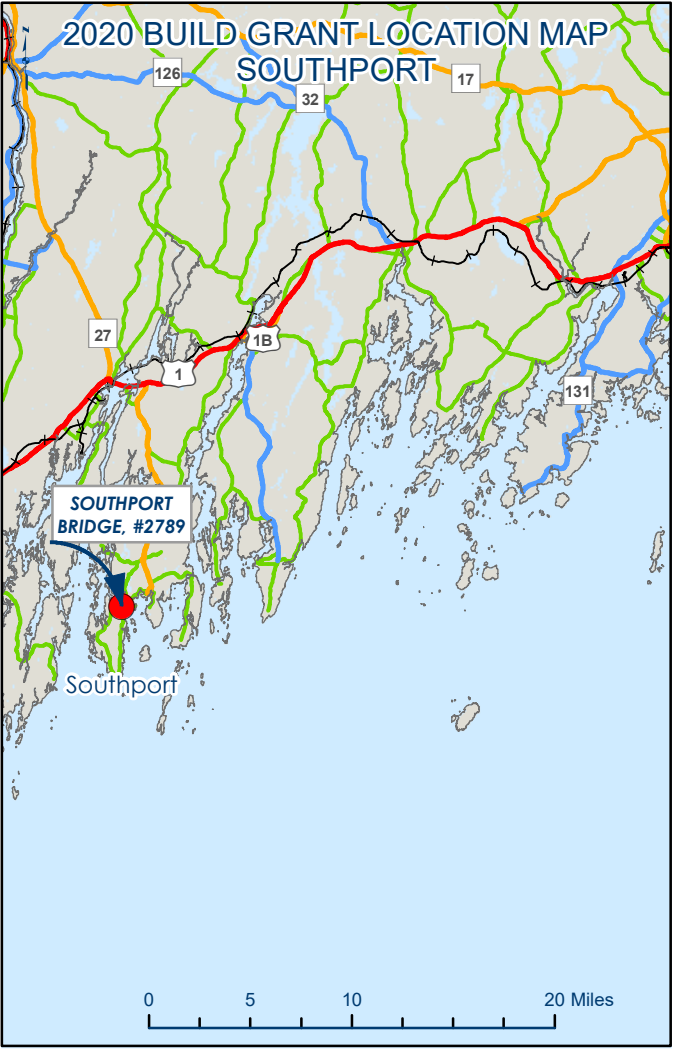 2020 BUILD GRANT LOCATION MAP
SOUTHPORT
126
32
17
27
1B
1
131
SOUTHPORT
BRIDGE, #2789
Southport
0 5 10 20 Miles